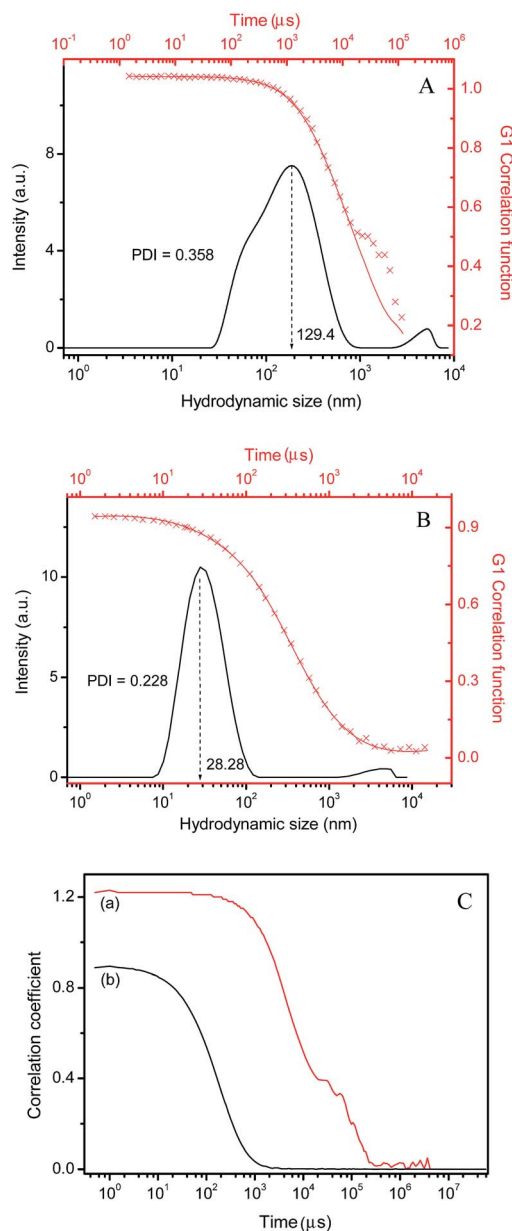 Time (μs)
10⁻¹ 10⁰ 10¹ 10² 10³ 10⁴ 10⁵ 10⁶
A
1.0
0.8
0.6
0.4
0.2
G1 Correlation function
8
4
0
Intensity (a.u.)
PDI = 0.358
129.4
10⁰ 10¹ 10² 10³ 10⁴
Hydrodynamic size (nm)
Time (μs)
10⁰ 10¹ 10² 10³ 10⁴
B
0.9
0.6
0.3
0.0
G1 Correlation function
10
5
0
Intensity (a.u.)
PDI = 0.228
28.28
10⁰ 10¹ 10² 10³ 10⁴
Hydrodynamic size (nm)
C
1.2
0.8
0.4
0.0
Correlation coefficient
(a)
(b)
10⁰ 10¹ 10² 10³ 10⁴ 10⁵ 10⁶ 10⁷
Time (μs)